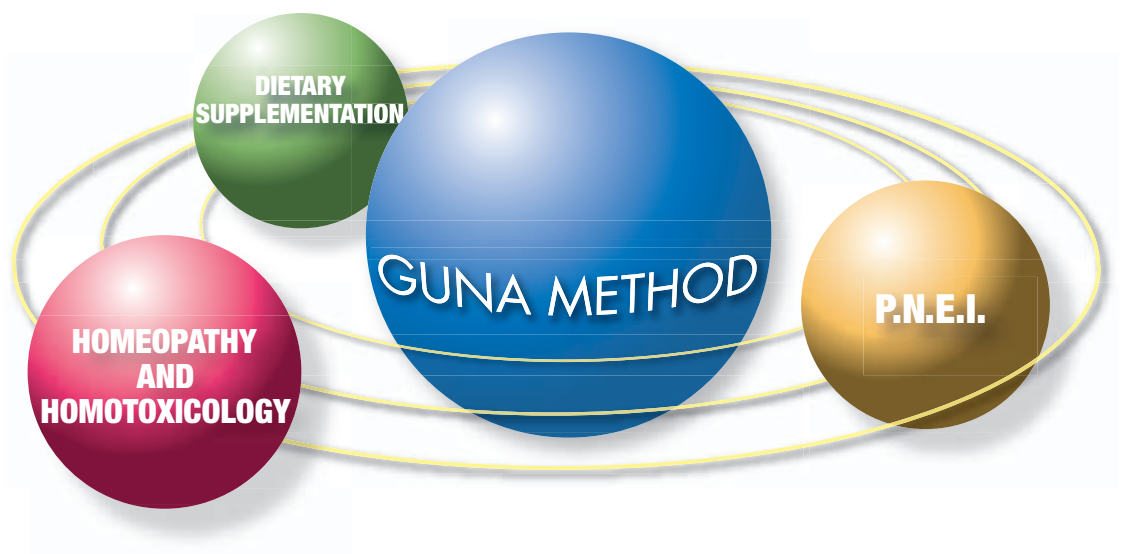 DIETARY
SUPPLEMENTATION
GUNA METHOD
P.N.E.I.
HOMEOPATHY
AND
HOMOTOXICOLOGY